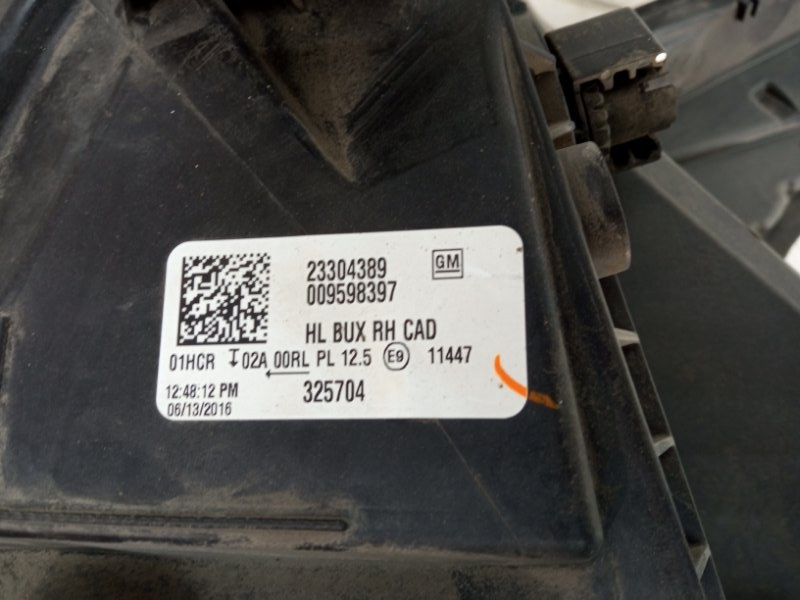 23304389 GM
009598397
HL BUX RH CAD
01HCR 02A 00RL PL 12.5 E9 11447
12:48:12 PM 325704
06/13/2016